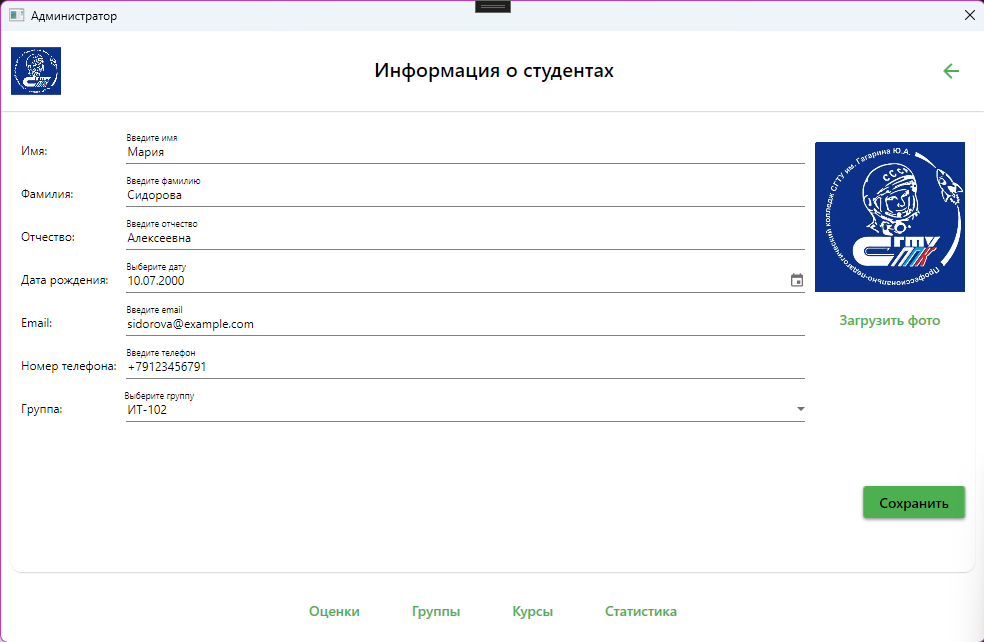 Администратор
Информация о студентах
Имя:
Введите имя
Мария
Фамилия:
Введите фамилию
Сидорова
Отчество:
Введите отчество
Алексеевна
Дата рождения:
Выберите дату
10.07.2000
Email:
Введите email
sidorova@example.com
Номер телефона:
Введите телефон
+79123456791
Группа:
Выберите группу
ИТ-102
Профессионально-педагогический колледж СГТУ им. Гагарина Ю.А.
СССР
СГТУ
ППК
Загрузить фото
Сохранить
Оценки Группы Курсы Статистика